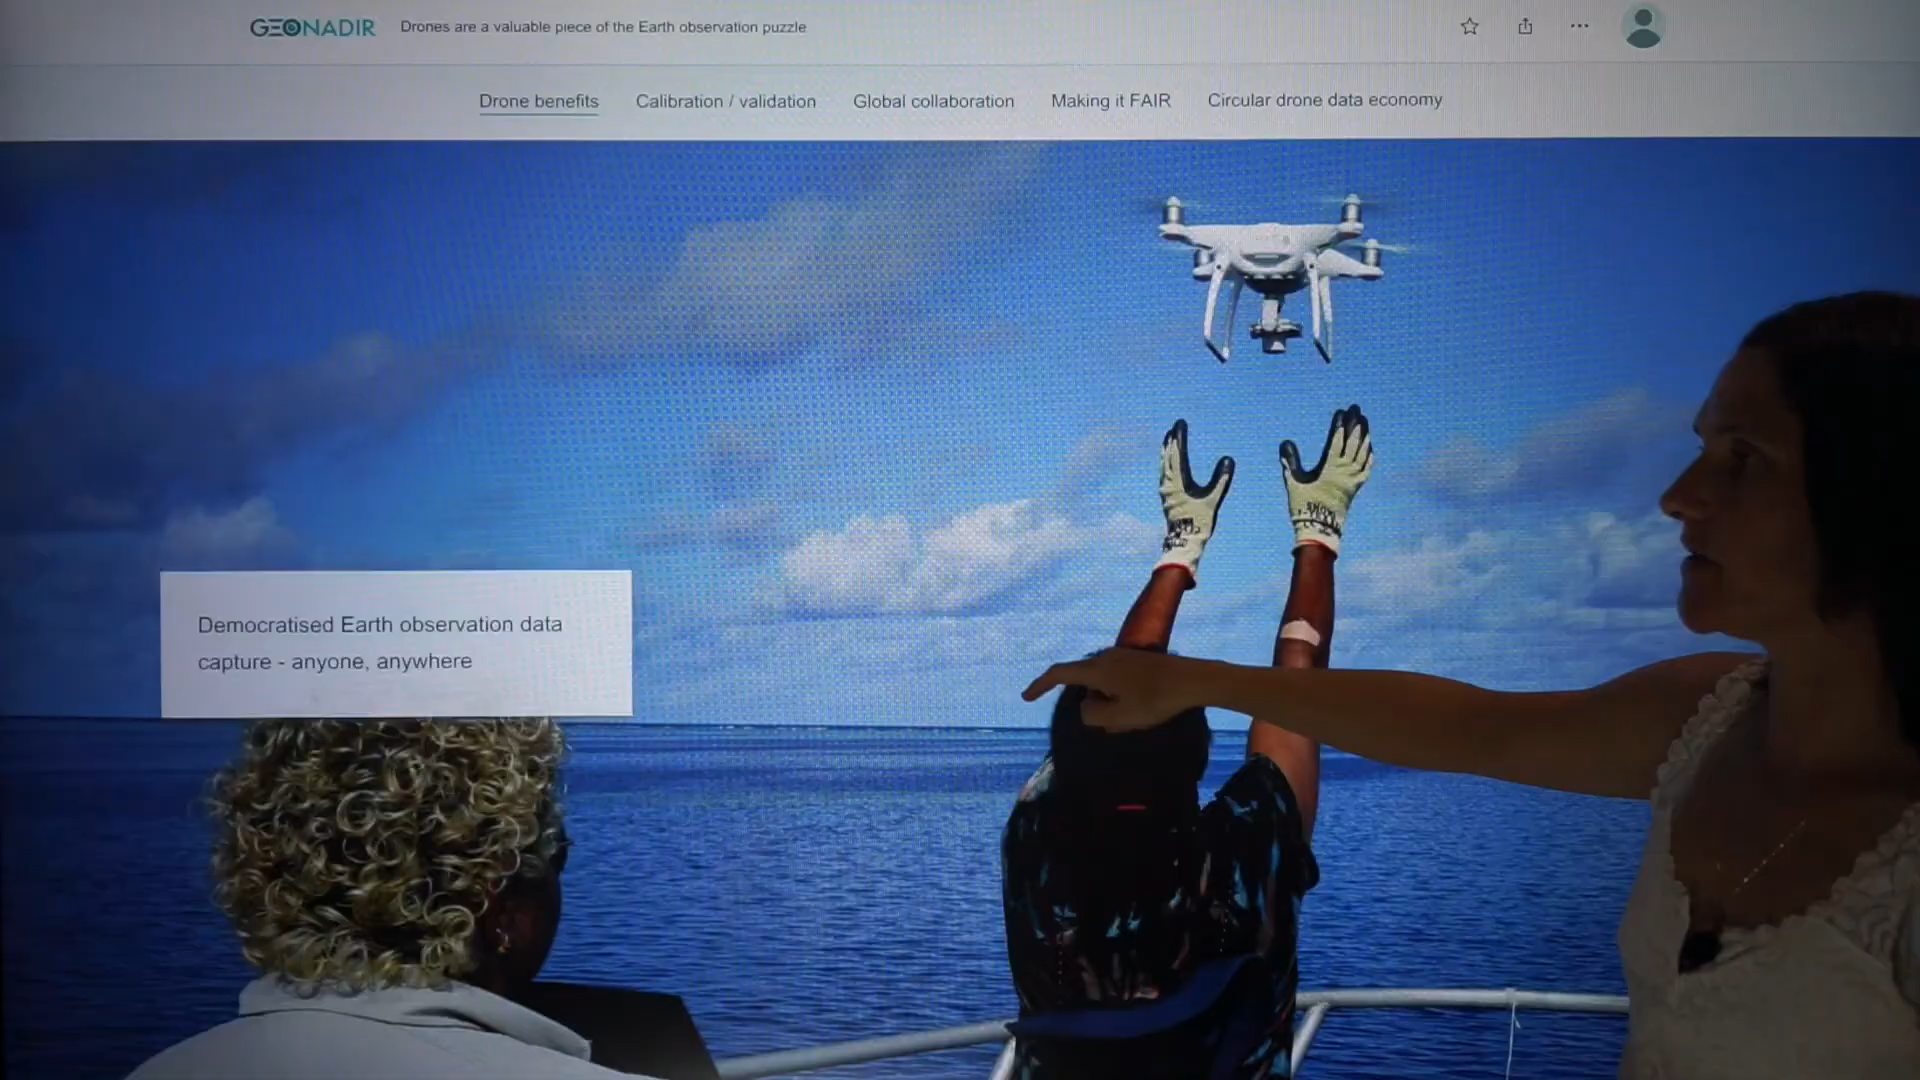 GEONADIR
Drones are a valuable piece of the Earth observation puzzle
Drone benefits
Calibration / validation
Global collaboration
Making it FAIR
Circular drone data economy
Democratised Earth observation data
capture - anyone, anywhere